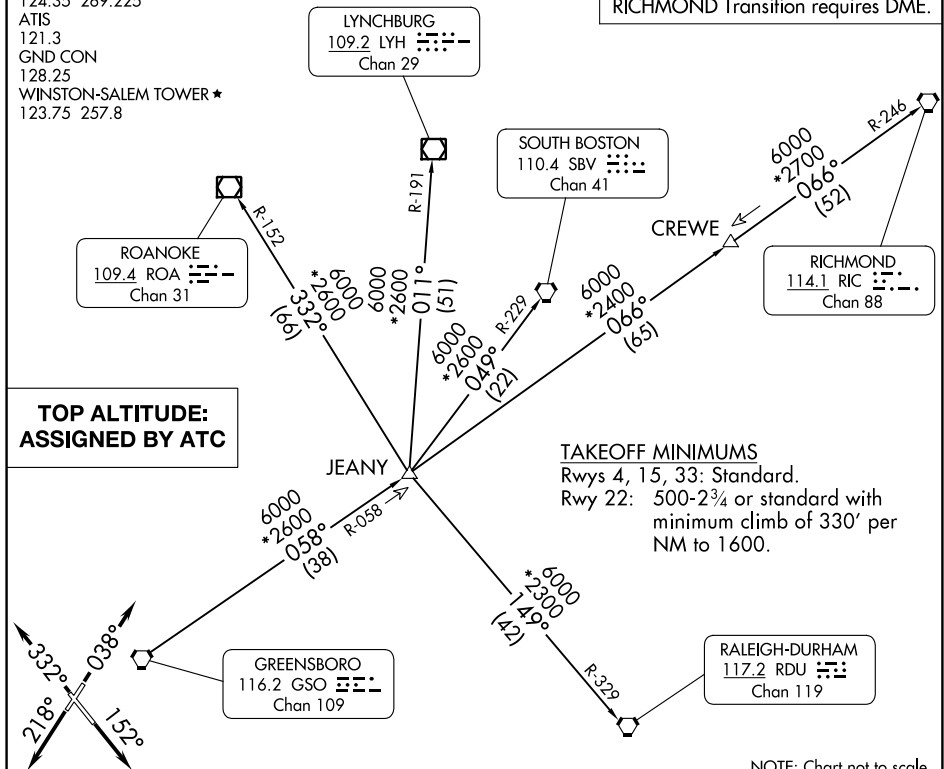 124.35 269.225
ATIS
121.3
GND CON
128.25
WINSTON-SALEM TOWER★
123.75 257.8
LYNCHBURG
109.2 LYH
Chan 29
RICHMOND Transition requires DME.
SOUTH BOSTON
110.4 SBV
Chan 41
ROANOKE
109.4 ROA
Chan 31
CREWE
RICHMOND
114.1 RIC
Chan 88
R-246
6000
*2700
066°
(52)
R-152
6000
*2600
332°
(66)
R-191
6000
*2600
011°
(51)
R-229
6000
*2600
049°
(22)
6000
*2400
066°
(65)
TOP ALTITUDE:
ASSIGNED BY ATC
JEANY
TAKEOFF MINIMUMS
Rwys 4, 15, 33: Standard.
Rwy 22: 500-2¾ or standard with
minimum climb of 330' per
NM to 1600.
6000
*2600
058°
(38)
R-058
6000
*2300
149°
(42)
R-329
332°
038°
218°
152°
GREENSBORO
116.2 GSO
Chan 109
RALEIGH-DURHAM
117.2 RDU
Chan 119
NOTE: Chart not to scale